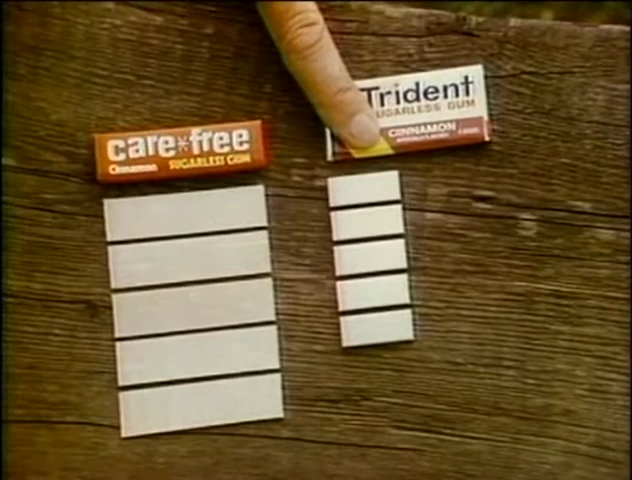 care*free
Cinnamon SUGARLESS GUM
Trident
SUGARLESS GUM
CINNAMON